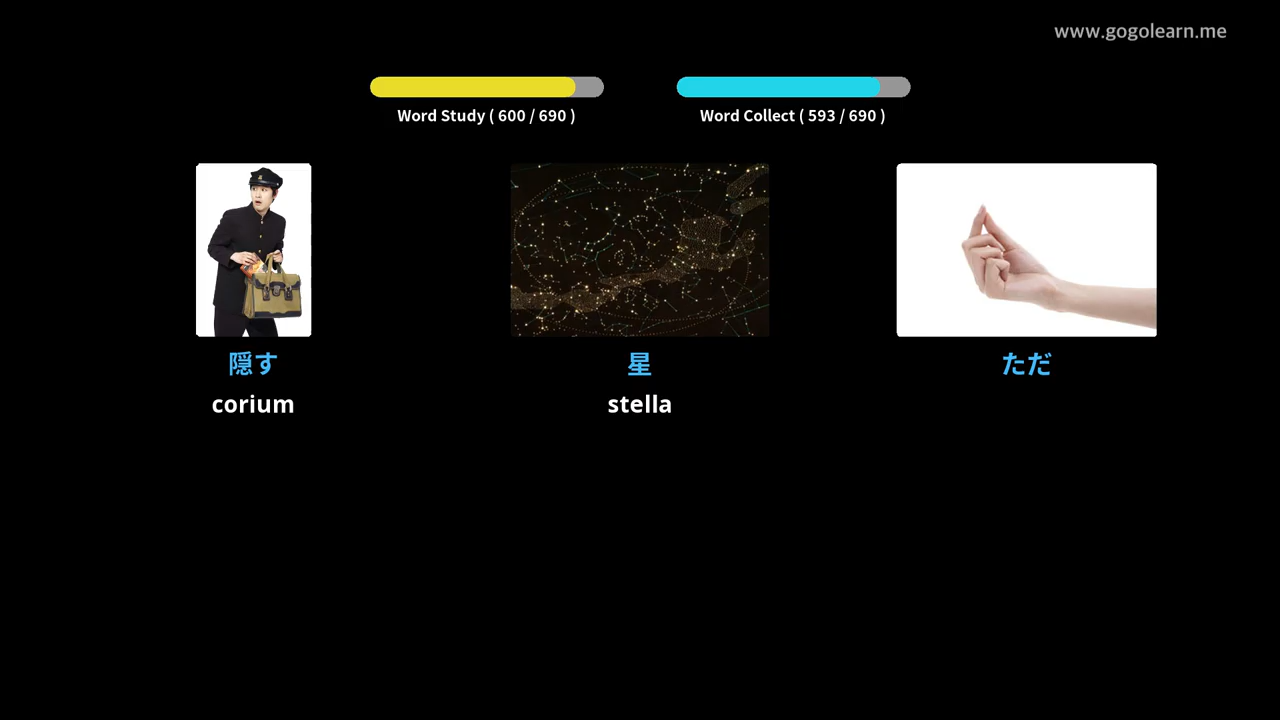 www.gogolearn.me
Word Study ( 600 / 690 )
Word Collect ( 593 / 690 )
隠す
星
ただ
corium
stella